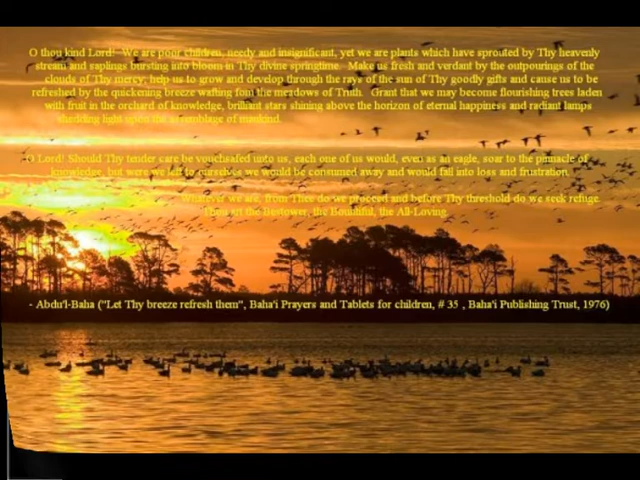 O thou kind Lord! We are poor children, needy and insignificant, yet we are plants which have sprouted by Thy heavenly
stream and saplings bursting into bloom in Thy divine springtime. Make us fresh and verdant by the outpourings of the
clouds of Thy mercy; help us to grow and develop through the rays of the sun of Thy goodly gifts and cause us to be
refreshed by the quickening breeze wafting from the meadows of Truth. Grant that we may become flourishing trees laden
with fruit in the orchard of knowledge, brilliant stars shining above the horizon of eternal happiness and radiant lamps
shedding light upon the assemblage of mankind.
O Lord! Should Thy tender care be vouchsafed unto us, each one of us would, even as an eagle, soar to the pinnacle of
knowledge, but were we left to ourselves we would be consumed away and would fall into loss and frustration.
Whatever we are, from Thee do we proceed and before Thy threshold do we seek refuge.
Thou art the Bestower, the Bountiful, the All-Loving.
- Abdu'l-Baha ("Let Thy breeze refresh them", Baha'i Prayers and Tablets for children, # 35 , Baha'i Publishing Trust, 1976)